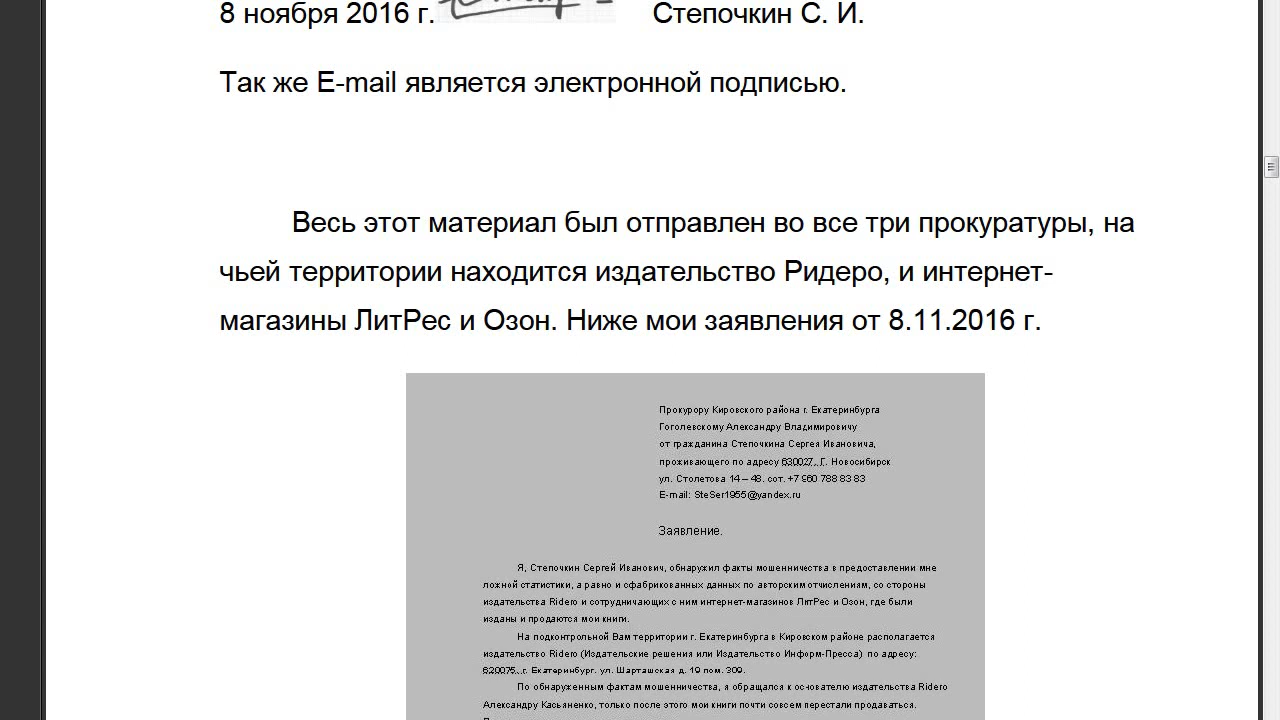 8 ноября 2016 г. Степочкин С. И.
Так же E-mail является электронной подписью.
Весь этот материал был отправлен во все три прокуратуры, на
чьей территории находится издательство Ридеро, и интернет-
магазины ЛитРес и Озон. Ниже мои заявления от 8.11.2016 г.
Прокурору Кировского района г. Екатеринбурга
Гоголевскому Александру Владимировичу
от гражданина Степочкина Сергея Ивановича,
проживающего по адресу 630027, Г. Новосибирск
ул. Столетова 14 – 48. сот. +7 960 788 83 83
E-mail: SteSer1955@yandex.ru
Заявление.
Я, Степочкин Сергей Иванович, обнаружил факты мошенничества в предоставлении мне
ложной статистики, а равно и сфабрикованных данных по авторским отчислениям, со стороны
издательства Ridero и сотрудничающих с ним интернет-магазинов ЛитРес и Озон, где были
изданы и продаются мои книги.
На подконтрольной Вам территории г. Екатеринбурга в Кировском районе располагается
издательство Ridero (Издательские решения или Издательство Информ-Пресса) по адресу:
620075, г. Екатеринбург. ул. Шарташская д. 19 пом. 309.
По обнаруженным фактам мошенничества, я обращался к основателю издательства Ridero
Александру Касьяненко, только после этого мои книги почти совсем перестали продаваться.